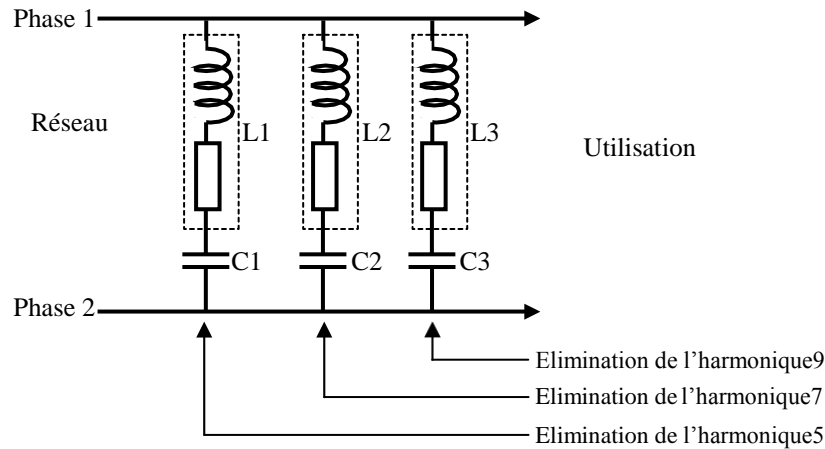 Phase 1
Réseau
L1
L2
L3
Utilisation
C1
C2
C3
Phase 2
Elimination de l’harmonique9
Elimination de l’harmonique7
Elimination de l’harmonique5